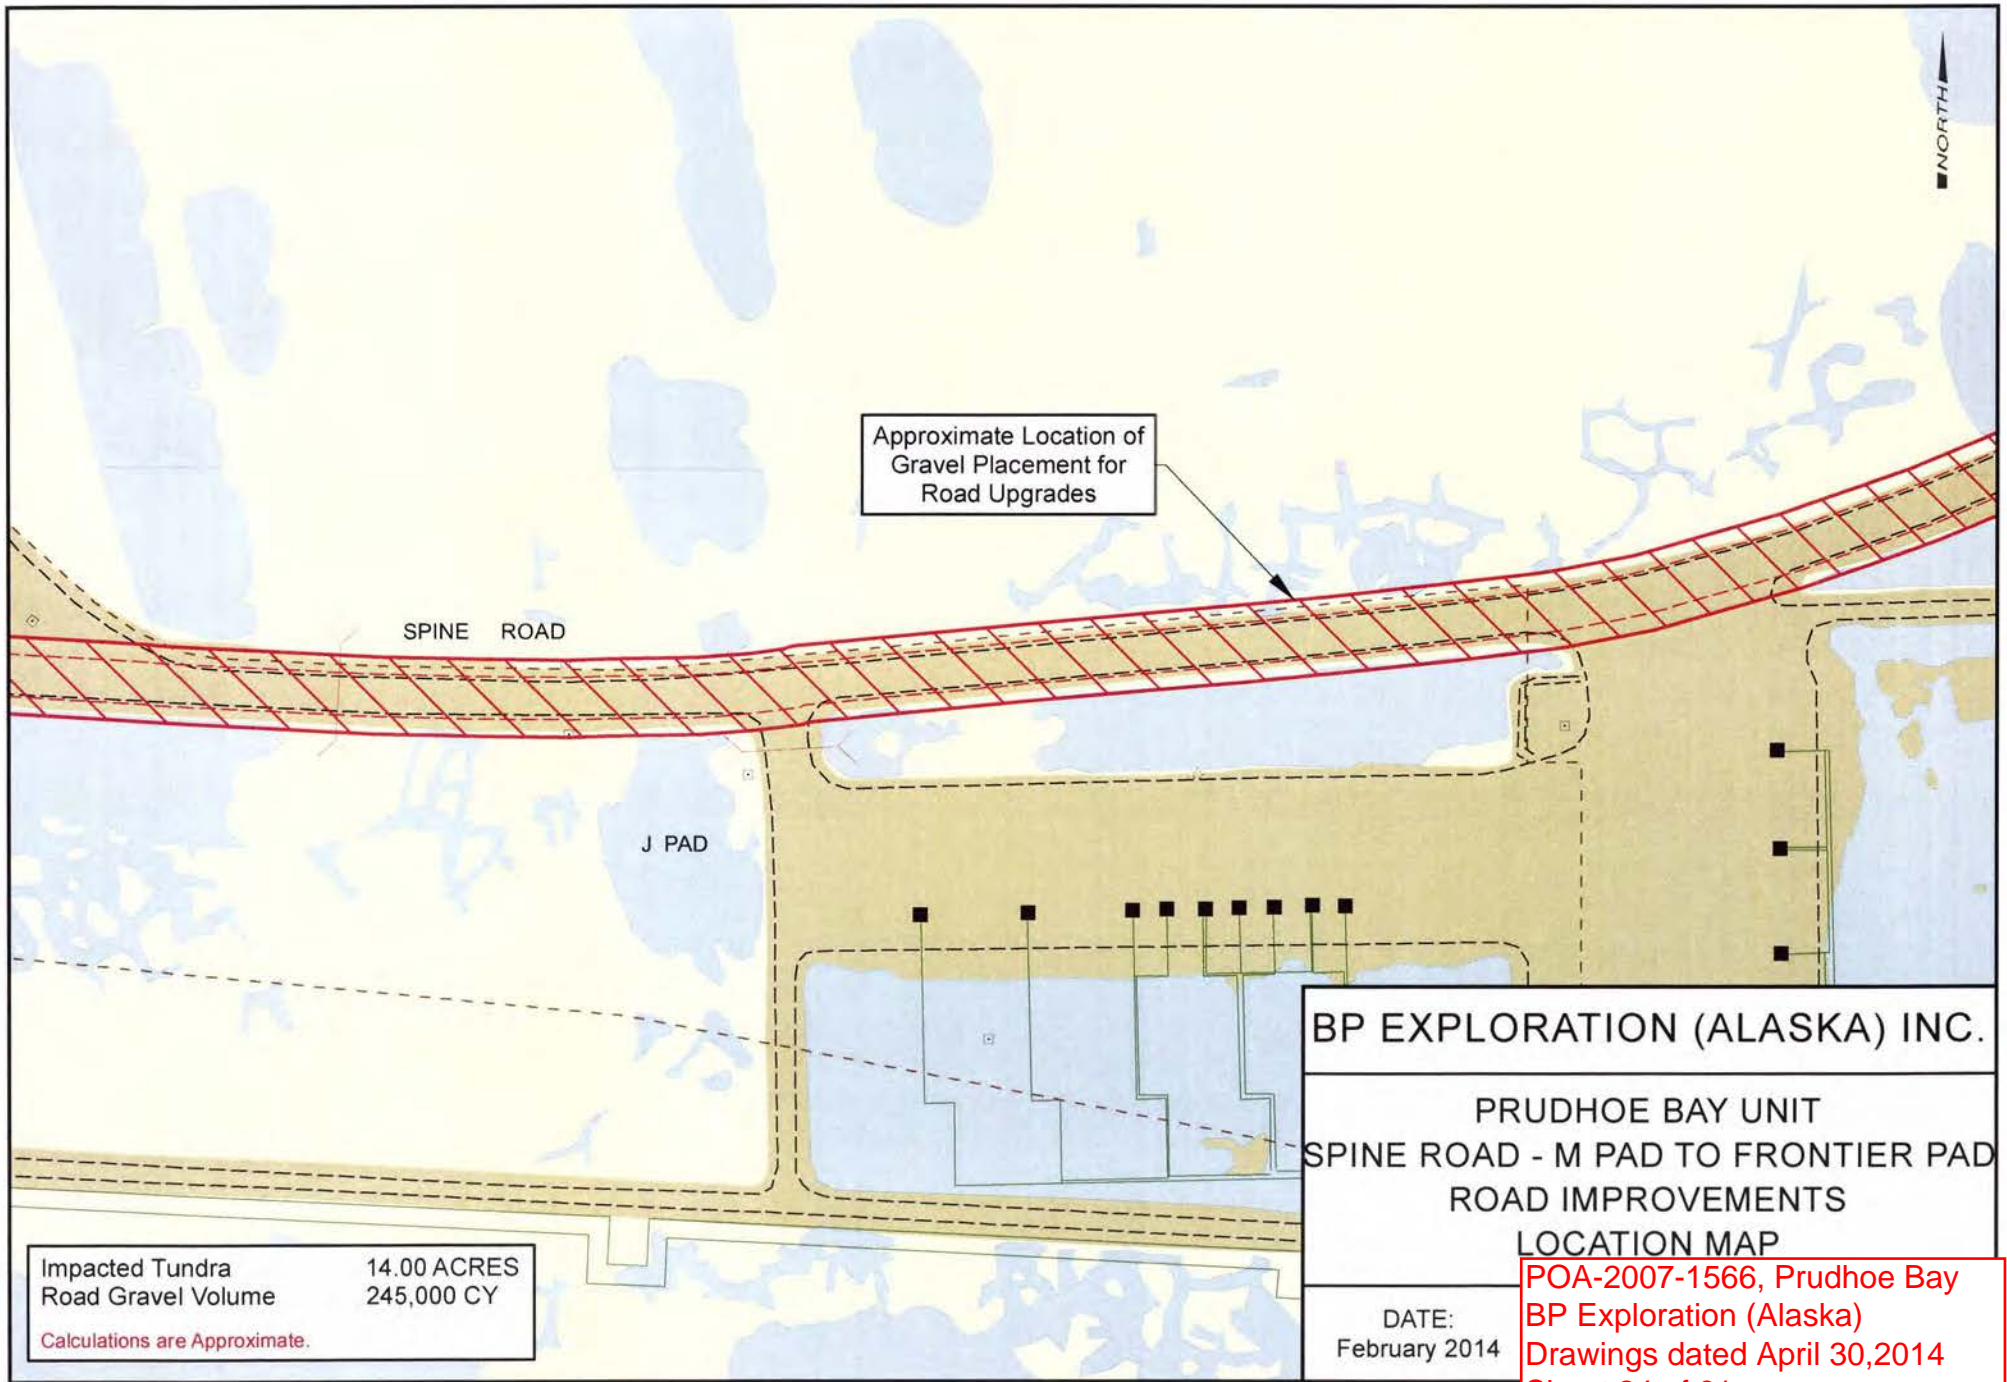 NORTH
Approximate Location of
Gravel Placement for
Road Upgrades
SPINE ROAD
J PAD
Impacted Tundra 14.00 ACRES
Road Gravel Volume 245,000 CY
Calculations are Approximate.
BP EXPLORATION (ALASKA) INC.
PRUDHOE BAY UNIT
SPINE ROAD - M PAD TO FRONTIER PAD
ROAD IMPROVEMENTS
LOCATION MAP
DATE:
February 2014
POA-2007-1566, Prudhoe Bay
BP Exploration (Alaska)
Drawings dated April 30,2014